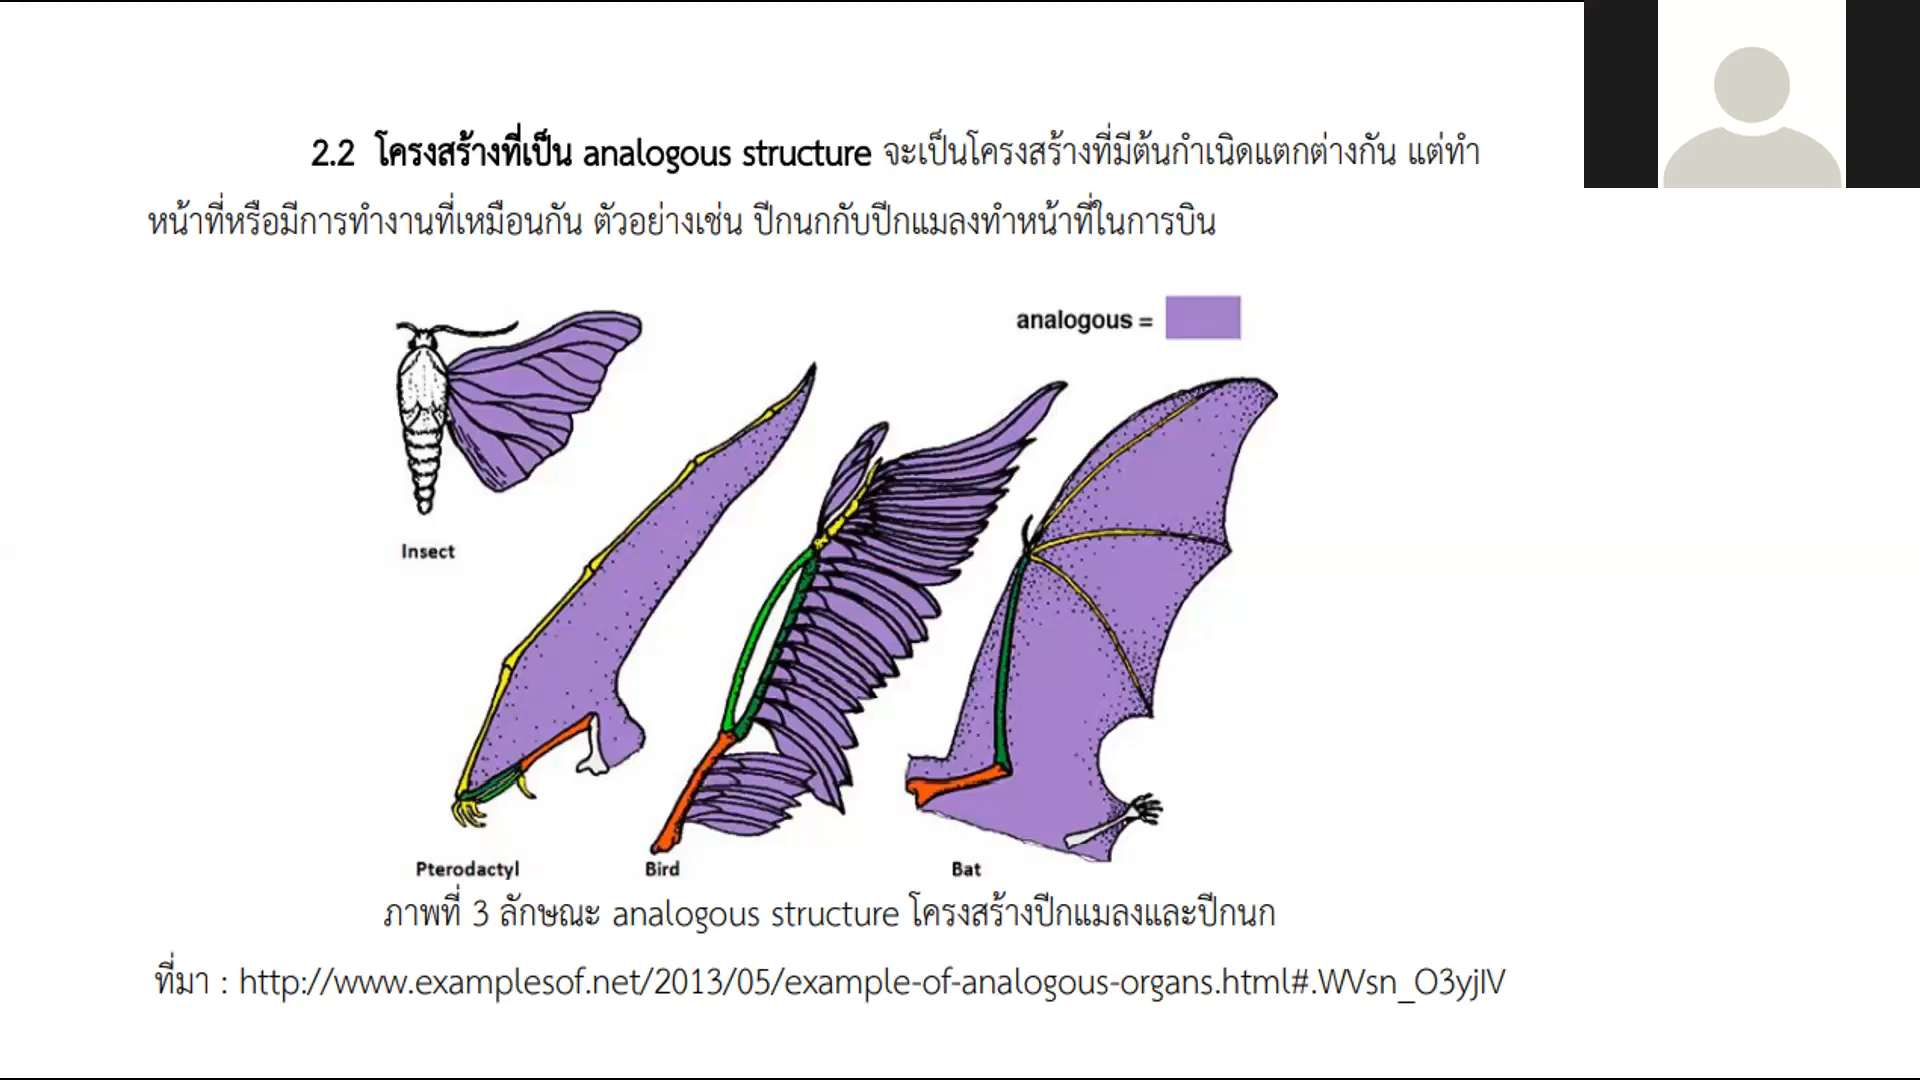 2.2 โครงสร้างที่เป็น analogous structure จะเป็นโครงสร้างที่มีต้นกำเนิดแตกต่างกัน แต่ทำ
หน้าที่หรือมีการทำงานที่เหมือนกัน ตัวอย่างเช่น ปีกนกกับปีกแมลงทำหน้าที่ในการบิน
analogous =
Insect
Pterodactyl
Bird
Bat
ภาพที่ 3 ลักษณะ analogous structure โครงสร้างปีกแมลงและปีกนก
ที่มา : http://www.examplesof.net/2013/05/example-of-analogous-organs.html#.WVsn_O3yjIV